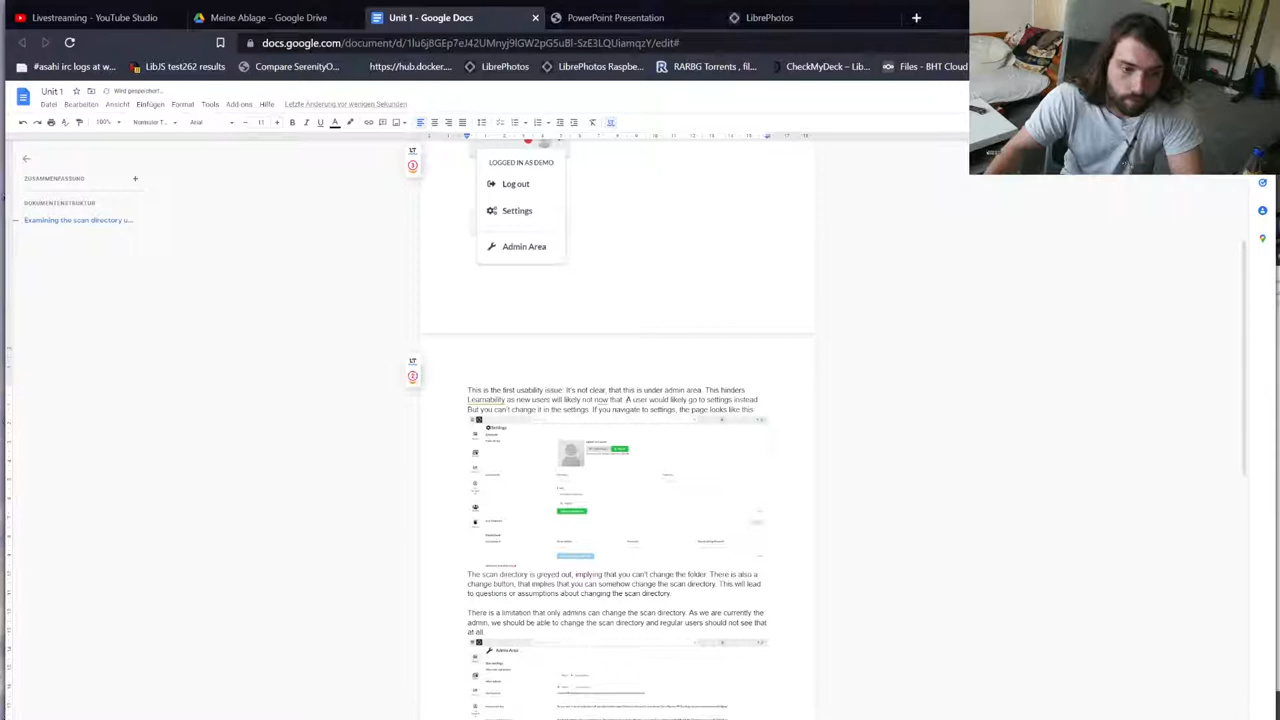 Livestreaming - YouTube Studio
Meine Ablage – Google Drive
Unit 1 - Google Docs
PowerPoint Presentation
LibrePhotos
#asahi irc logs at w...
LibJS test262 results
Compare SerenityO...
https://hub.docker....
LibrePhotos
LibrePhotos Raspbe...
RARBG Torrents , fil...
CheckMyDeck – Lib...
Files - BHT Cloud
Unit 1
Wird gespeichert...
Datei Bearbeiten Ansicht Einfügen Format Tools Add-ons Hilfe Letzte Änderung vor wenigen Sekunden
100% Normaler T... Arial 11
ZUSAMMENFASSUNG
DOKUMENTENSTRUKTUR
Examining the scan directory u...
LOGGED IN AS DEMO
Log out
Settings
Admin Area
This is the first usability issue: It's not clear, that this is under admin area. This hinders
Learnability as new users will likely not now that. A user would likely go to settings instead
But you can't change it in the settings. If you navigate to settings, the page looks like this
Settings
The scan directory is greyed out, implying that you can't change the folder. There is also a
change button, that implies that you can somehow change the scan directory. This will lead
to questions or assumptions about changing the scan directory.
There is a limitation that only admins can change the scan directory. As we are currently the
admin, we should be able to change the scan directory and regular users should not see that
at all.
Admin Area